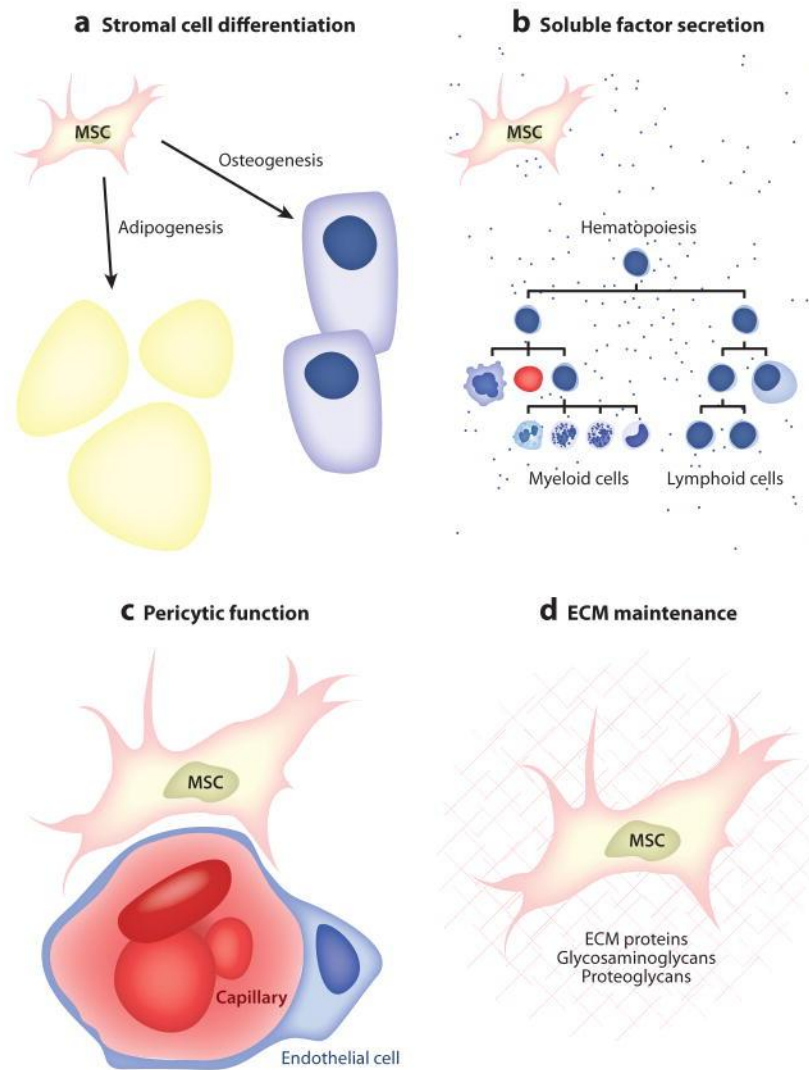 a Stromal cell differentiation
MSC
Osteogenesis
Adipogenesis
b Soluble factor secretion
MSC
Hematopoiesis
Myeloid cells
Lymphoid cells
c Pericytic function
MSC
Capillary
Endothelial cell
d ECM maintenance
MSC
ECM proteins
Glycosaminoglycans
Proteoglycans